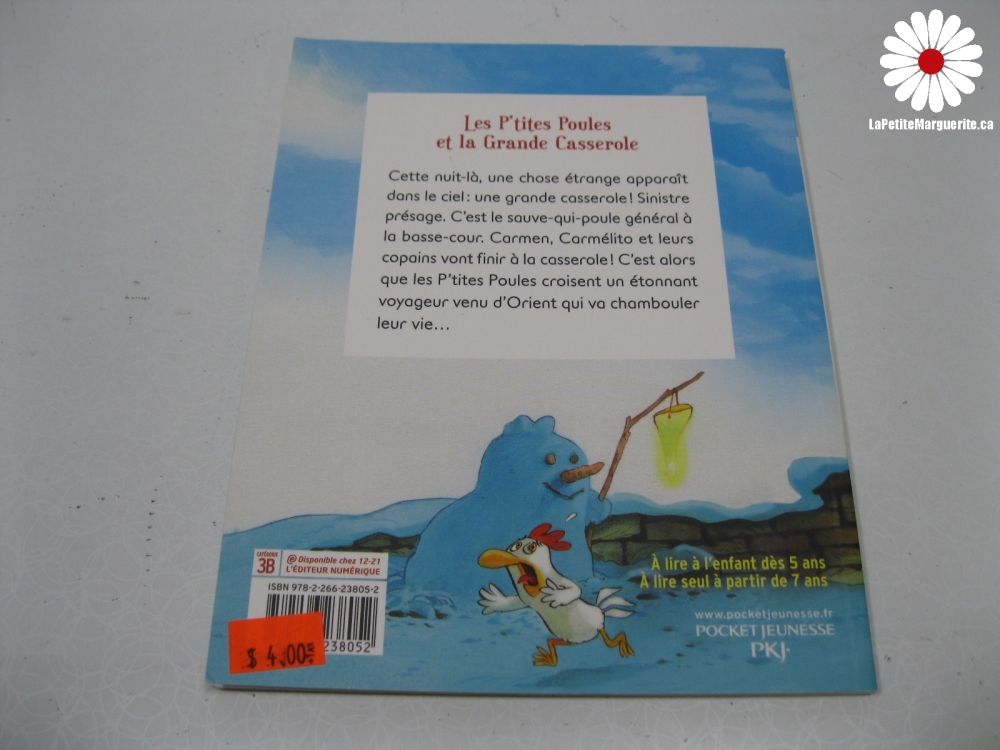 LaPetiteMarguerite.ca
Les P'tites Poules
et la Grande Casserole
Cette nuit-là, une chose étrange apparaît
dans le ciel : une grande casserole ! Sinistre
présage. C'est le sauve-qui-poule général à
la basse-cour. Carmen, Carmélito et leurs
copains vont finir à la casserole ! C'est alors
que les P'tites Poules croisent un étonnant
voyageur venu d'Orient qui va chambouler
leur vie...
CATÉGORIE
3B
@ Disponible chez 12-21
L'ÉDITEUR NUMÉRIQUE
ISBN 978-2-266-23805-2
238052
$ 4.00
À lire à l'enfant dès 5 ans
À lire seul à partir de 7 ans
www.pocketjeunesse.fr
POCKET JEUNESSE
PKJ·